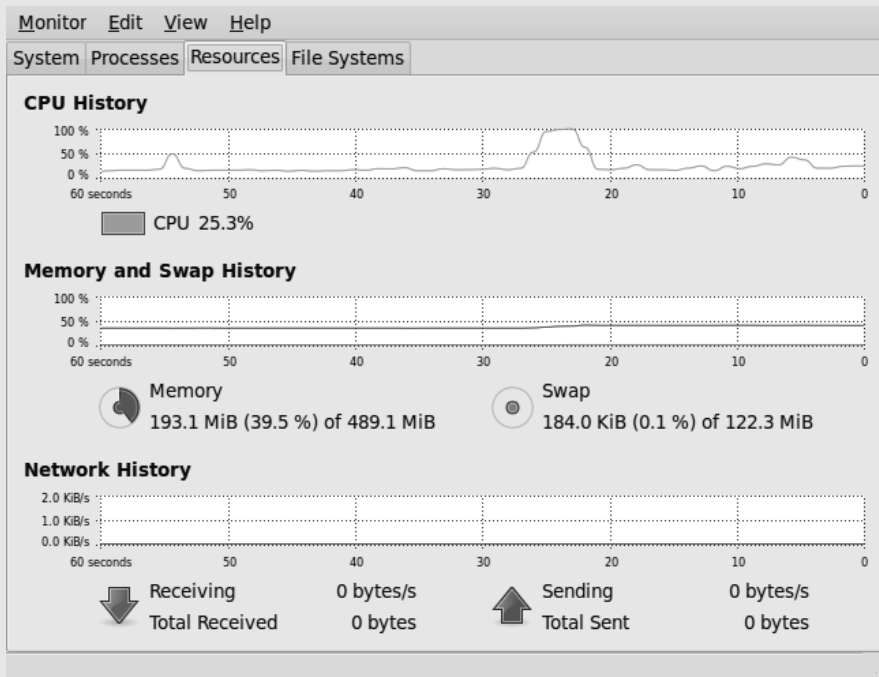 Monitor Edit View Help
System Processes Resources File Systems
CPU History
100 %
50 %
0 %
60 seconds 50 40 30 20 10 0
CPU 25.3%
Memory and Swap History
100 %
50 %
0 %
60 seconds 50 40 30 20 10 0
Memory Swap
193.1 MiB (39.5 %) of 489.1 MiB 184.0 KiB (0.1 %) of 122.3 MiB
Network History
2.0 KiB/s
1.0 KiB/s
0.0 KiB/s
60 seconds 50 40 30 20 10 0
Receiving 0 bytes/s Sending 0 bytes/s
Total Received 0 bytes Total Sent 0 bytes